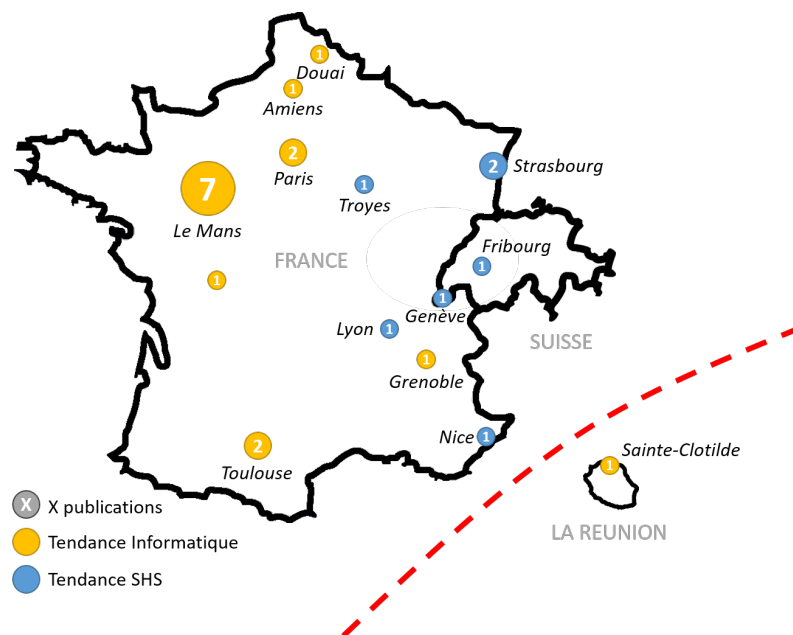 1
Douai
1
Amiens
2
Paris
2 Strasbourg
1
Troyes
7
Le Mans
FRANCE
Fribourg
1
1
1
Genève
Lyon 1
SUISSE
1
Grenoble
Nice 1
2
Toulouse
Sainte-Clotilde
1
LA REUNION
X X publications
Tendance Informatique
Tendance SHS